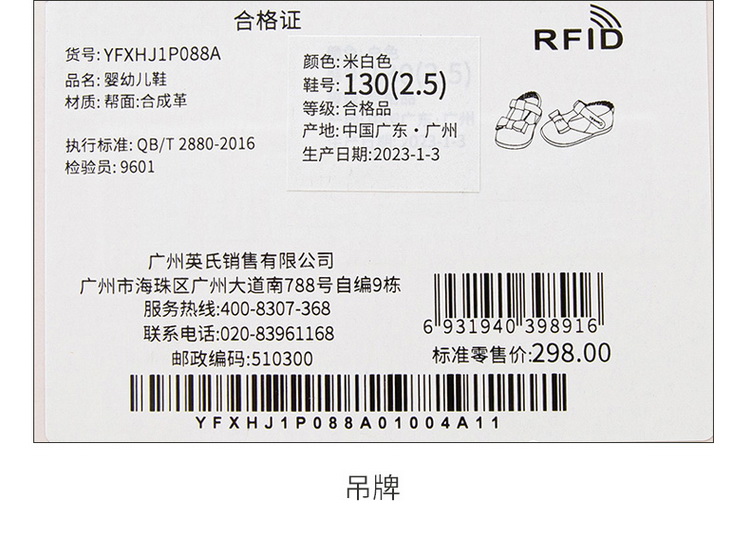 合格证
RFID
货号: YFXHJ1P088A
品名: 婴幼儿鞋
材质: 帮面:合成革
执行标准: QB/T 2880-2016
检验员: 9601
颜色: 米白色
鞋号: 130(2.5)
等级: 合格品
产地: 中国广东·广州
生产日期:2023-1-3
广州英氏销售有限公司
广州市海珠区广州大道南788号自编9栋
服务热线:400-8307-368
联系电话:020-83961168
邮政编码:510300
6 931940 398916
标准零售价:298.00
YFXHJ1P088A01004A11
吊牌